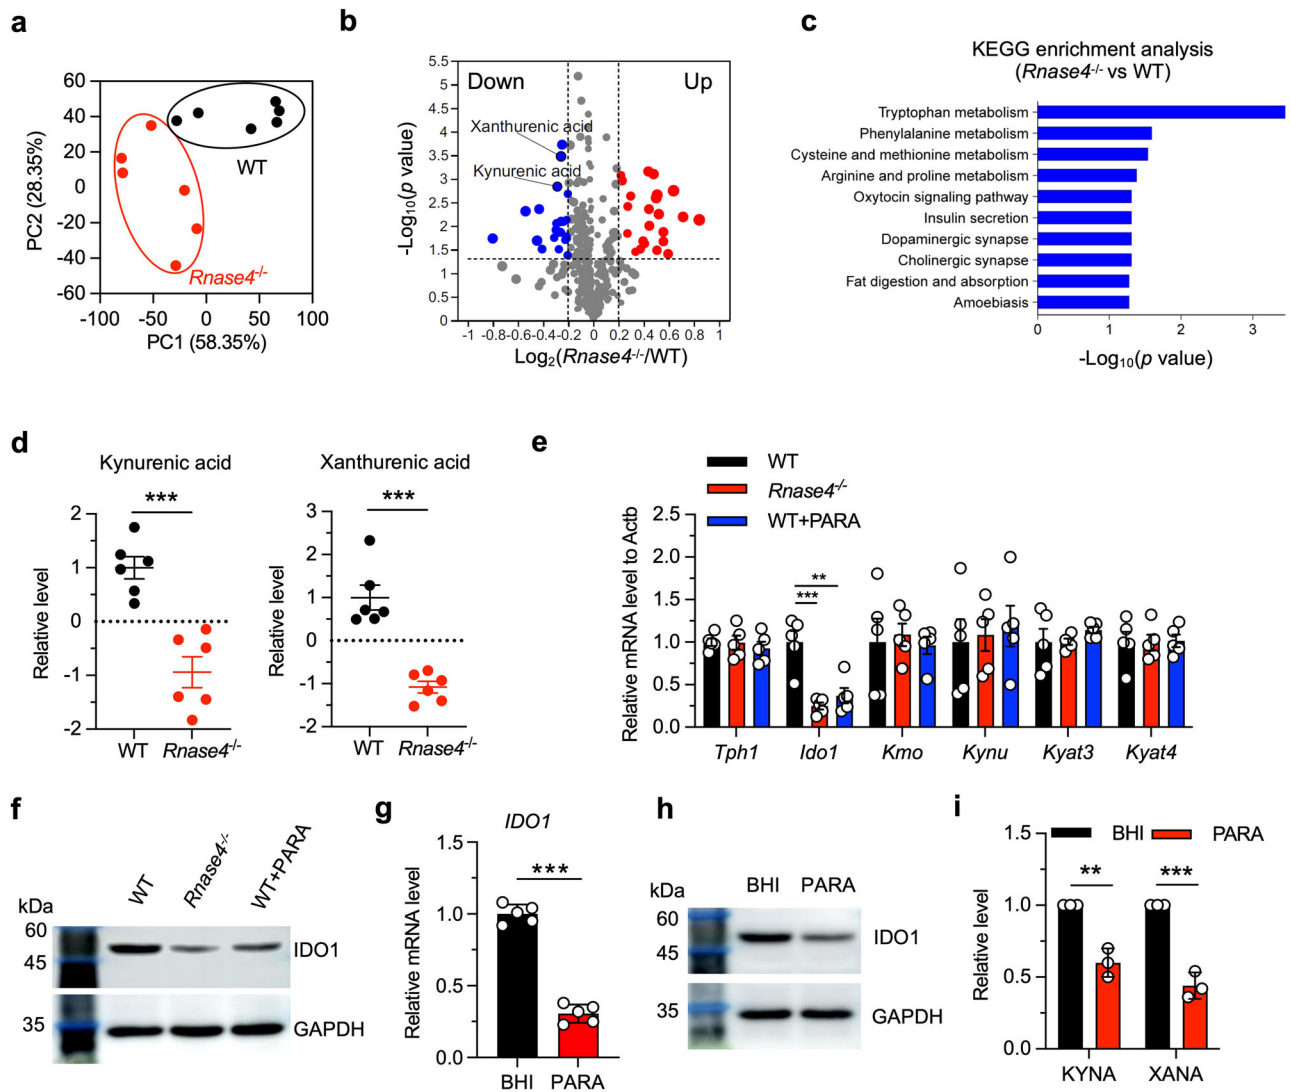 a
PC2 (28.35%)
60
40
20
0
-20
-40
-60
WT
Rnase4-/-
-100 -50 0 50 100
PC1 (58.35%)
b
-Log10(p value)
5.5
5
4.5
4
3.5
3
2.5
2
1.5
1
0.5
0
Down
Up
Xanthurenic acid
Kynurenic acid
-1 -0.8 -0.6 -0.4 -0.2 0 0.2 0.4 0.6 0.8 1
Log2(Rnase4-/-/WT)
c
KEGG enrichment analysis
(Rnase4-/- vs WT)
Tryptophan metabolism
Phenylalanine metabolism
Cysteine and methionine metabolism
Arginine and proline metabolism
Oxytocin signaling pathway
Insulin secretion
Dopaminergic synapse
Cholinergic synapse
Fat digestion and absorption
Amoebiasis
0 1 2 3
-Log10(p value)
d
Kynurenic acid
***
Relative level
2
1
0
-1
-2
WT Rnase4-/-
Xanthurenic acid
***
Relative level
3
2
1
0
-1
-2
WT Rnase4-/-
e
WT
Rnase4-/-
WT+PARA
Relative mRNA level to Actb
2.5
2.0
1.5
1.0
0.5
0.0
**
***
Tph1 Ido1 Kmo Kynu Kyat3 Kyat4
f
WT Rnase4-/- WT+PARA
kDa
60
45
35
IDO1
GAPDH
g
IDO1
Relative mRNA level
1.5
1.0
0.5
0.0
***
BHI PARA
h
BHI PARA
kDa
60
45
35
IDO1
GAPDH
i
BHI PARA
Relative level
1.5
1.0
0.5
0.0
** ***
KYNA XANA